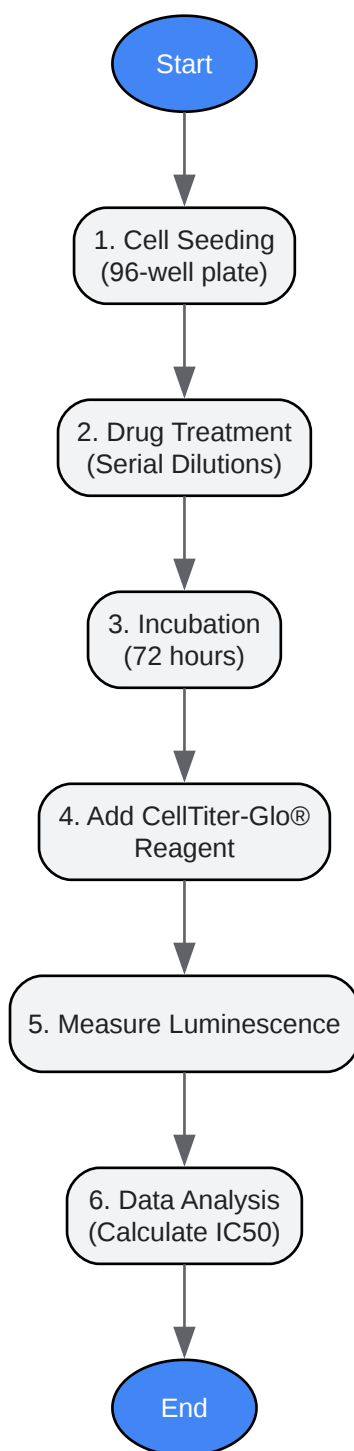 Start
1. Cell Seeding
(96-well plate)
2. Drug Treatment
(Serial Dilutions)
3. Incubation
(72 hours)
4. Add CellTiter-Glo®
Reagent
5. Measure Luminescence
6. Data Analysis
(Calculate IC50)
End